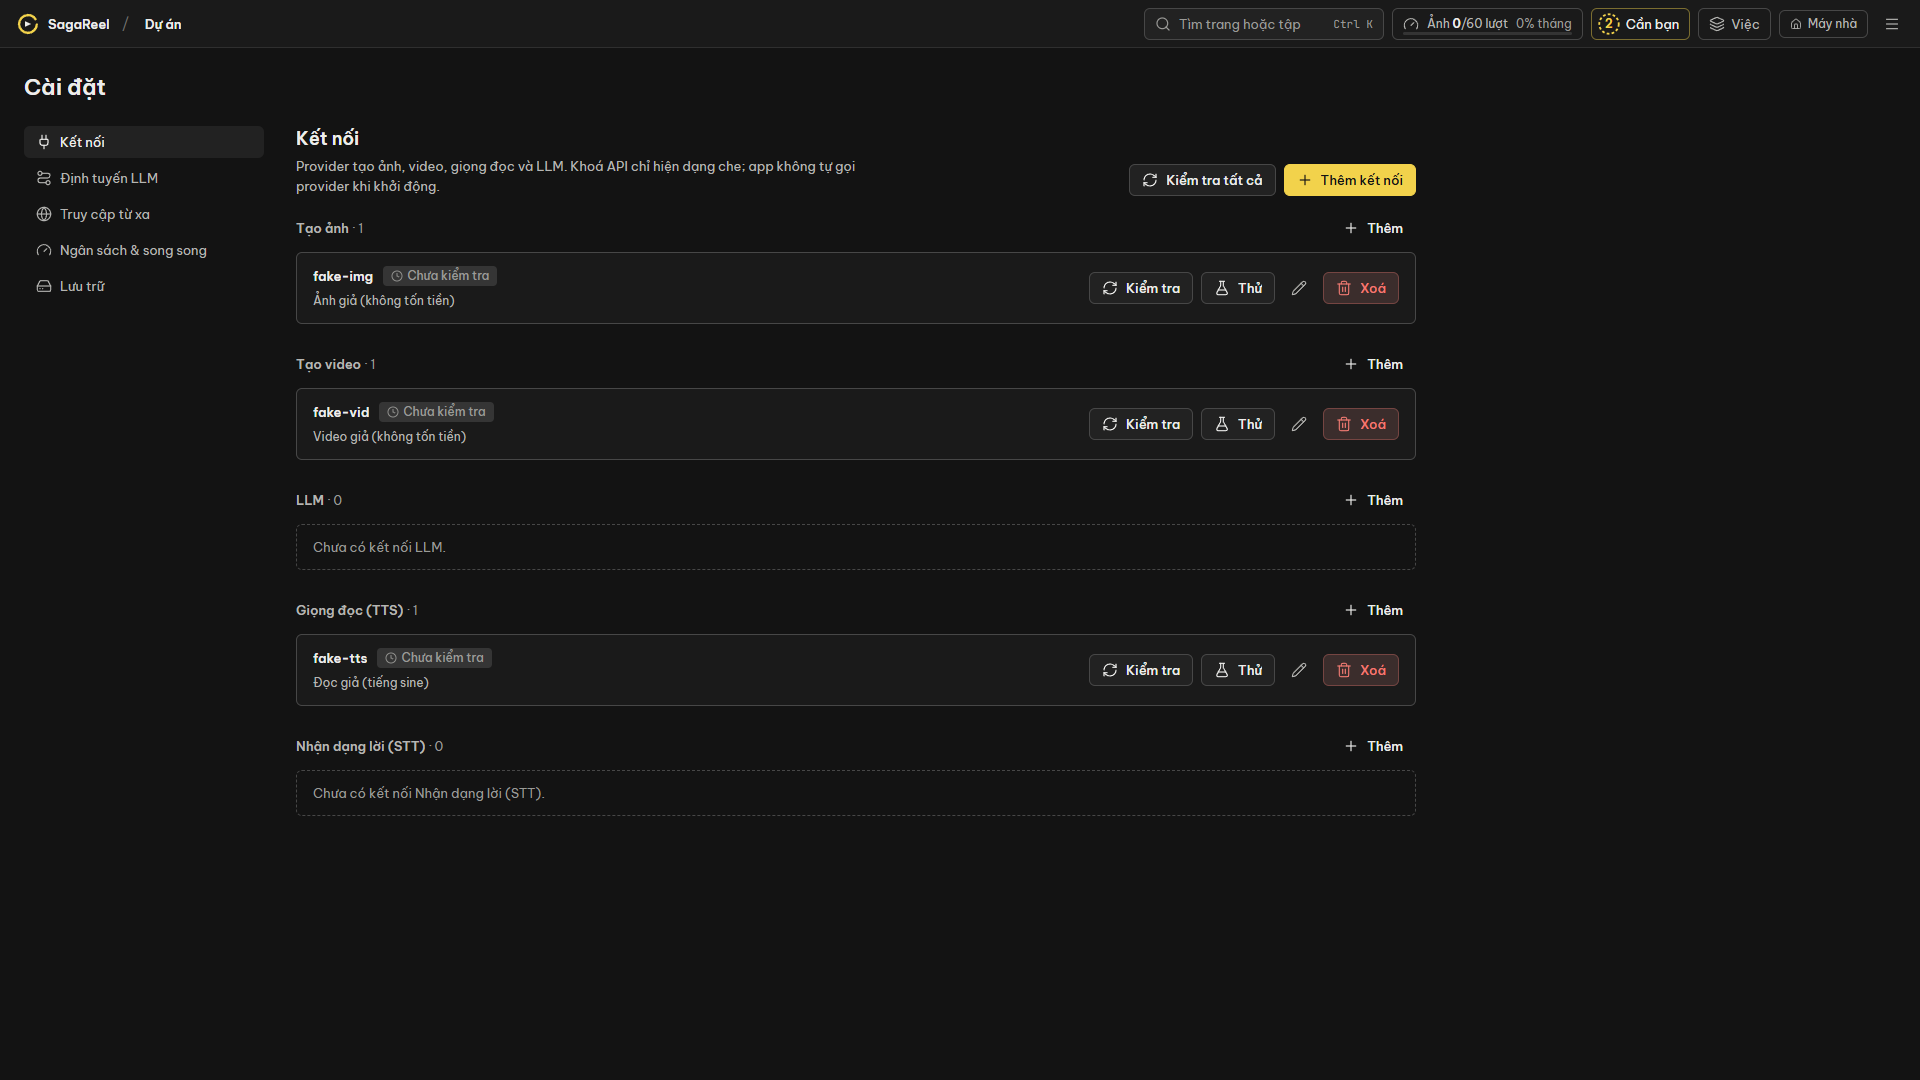 SagaReel / Dự án
Tìm trang hoặc tập Ctrl K
Ảnh 0/60 lượt 0% tháng
2 Cần bạn
Việc
Máy nhà
Cài đặt
Kết nối
Định tuyến LLM
Truy cập từ xa
Ngân sách & song song
Lưu trữ
Kết nối
Provider tạo ảnh, video, giọng đọc và LLM. Khoá API chỉ hiện dạng che; app không tự gọi
provider khi khởi động.
Kiểm tra tất cả
Thêm kết nối
Tạo ảnh · 1
Thêm
fake-img Chưa kiểm tra
Ảnh giả (không tốn tiền)
Kiểm tra
Thử
Xoá
Tạo video · 1
Thêm
fake-vid Chưa kiểm tra
Video giả (không tốn tiền)
Kiểm tra
Thử
Xoá
LLM · 0
Thêm
Chưa có kết nối LLM.
Giọng đọc (TTS) · 1
Thêm
fake-tts Chưa kiểm tra
Đọc giả (tiếng sine)
Kiểm tra
Thử
Xoá
Nhận dạng lời (STT) · 0
Thêm
Chưa có kết nối Nhận dạng lời (STT).